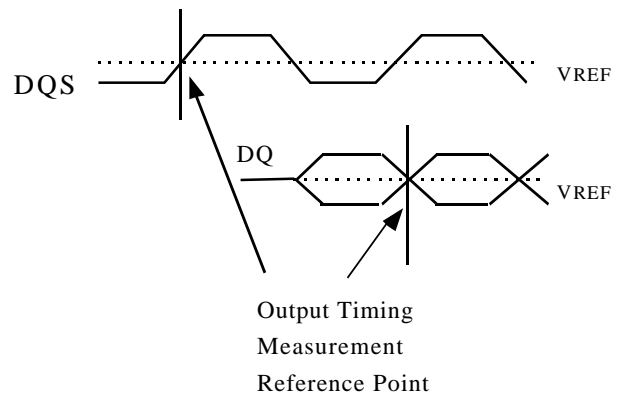 DQS
VREF
DQ
VREF
Output Timing
Measurement
Reference Point